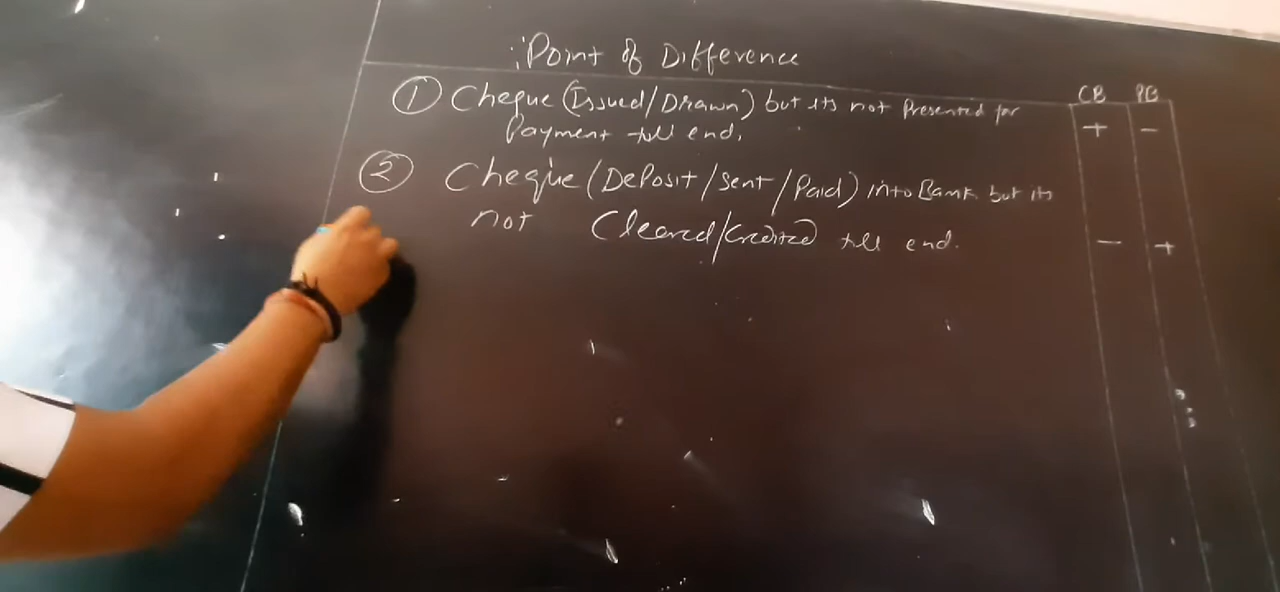 : Point of Difference
CB PB
① Cheque (Issued/Drawn) but its not Presented for + -
Payment till end.
② Cheque (Deposit/sent/Paid) into Bank but its
not Cleared/Credited till end. - +